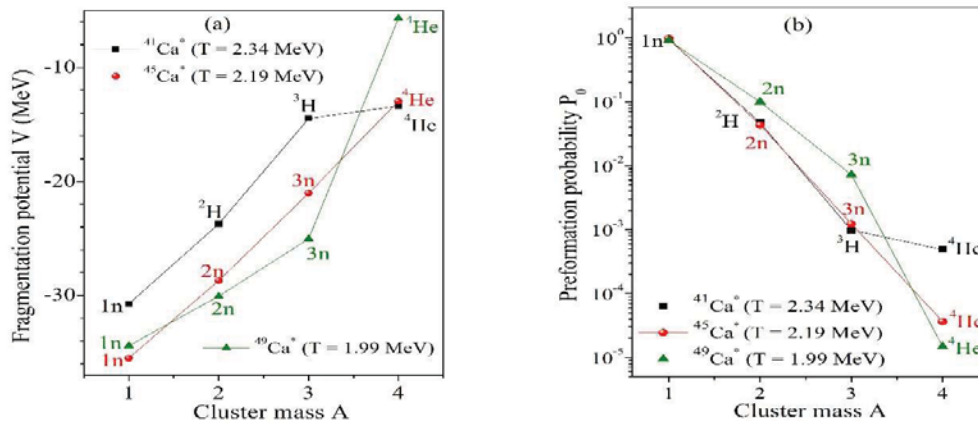 (a)
⁴¹Ca* (T = 2.34 MeV)
⁴⁵Ca* (T = 2.19 MeV)
⁴He
³H
⁴He
⁴He
3n
²H
2n
3n
1n
2n
1n
1n
⁴⁹Ca* (T = 1.99 MeV)
-10
-20
-30
Fragmentation potential V (MeV)
1 2 3 4
Cluster mass A
(b)
1n
2n
²H
2n
3n
3n
³H
⁴He
⁴He
⁴He
⁴¹Ca* (T = 2.34 MeV)
⁴⁵Ca* (T = 2.19 MeV)
⁴⁹Ca* (T = 1.99 MeV)
10⁰
10⁻¹
10⁻²
10⁻³
10⁻⁴
10⁻⁵
Preformation probability P₀
1 2 3 4
Cluster mass A